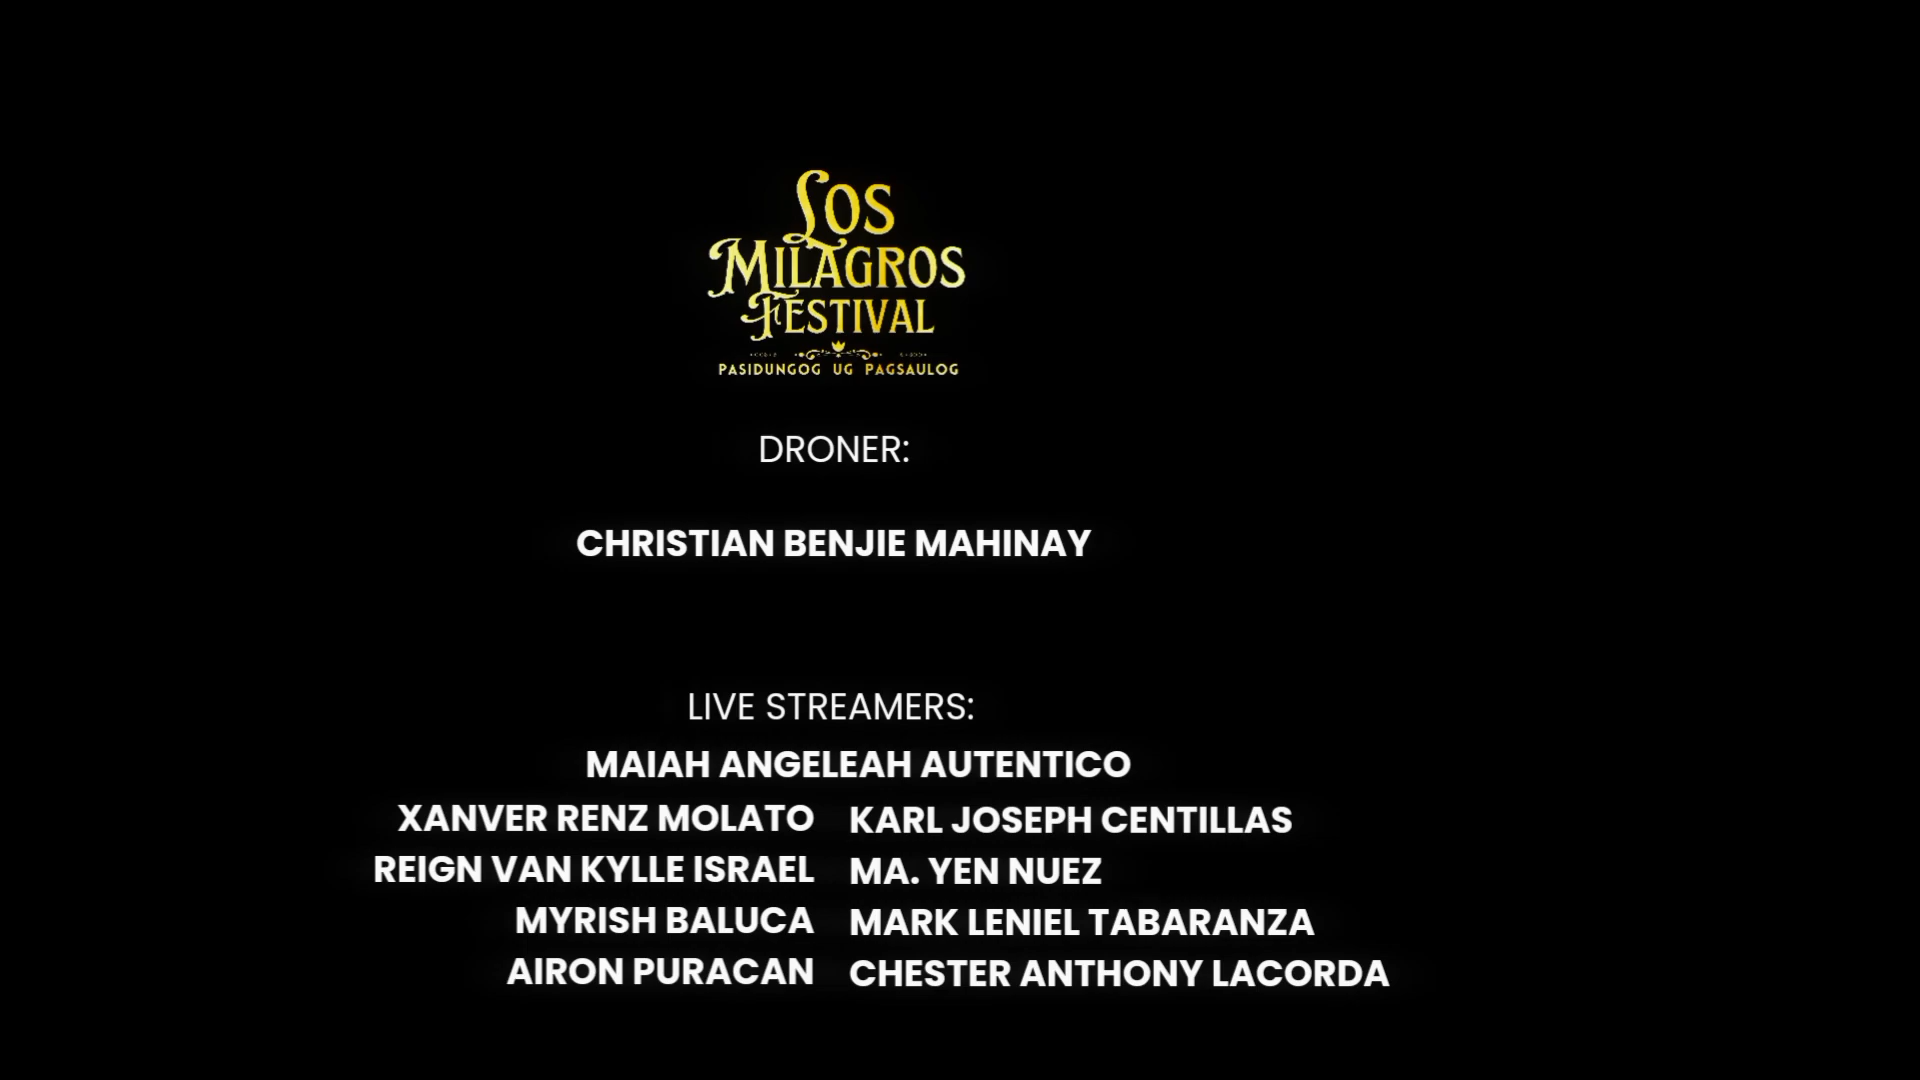 LOS
MILAGROS
FESTIVAL
PASIDUNGOG UG PAGSAULOG
DRONER:
CHRISTIAN BENJIE MAHINAY
LIVE STREAMERS:
MAIAH ANGELEAH AUTENTICO
XANVER RENZ MOLATO KARL JOSEPH CENTILLAS
REIGN VAN KYLLE ISRAEL MA. YEN NUEZ
MYRISH BALUCA MARK LENIEL TABARANZA
AIRON PURACAN CHESTER ANTHONY LACORDA